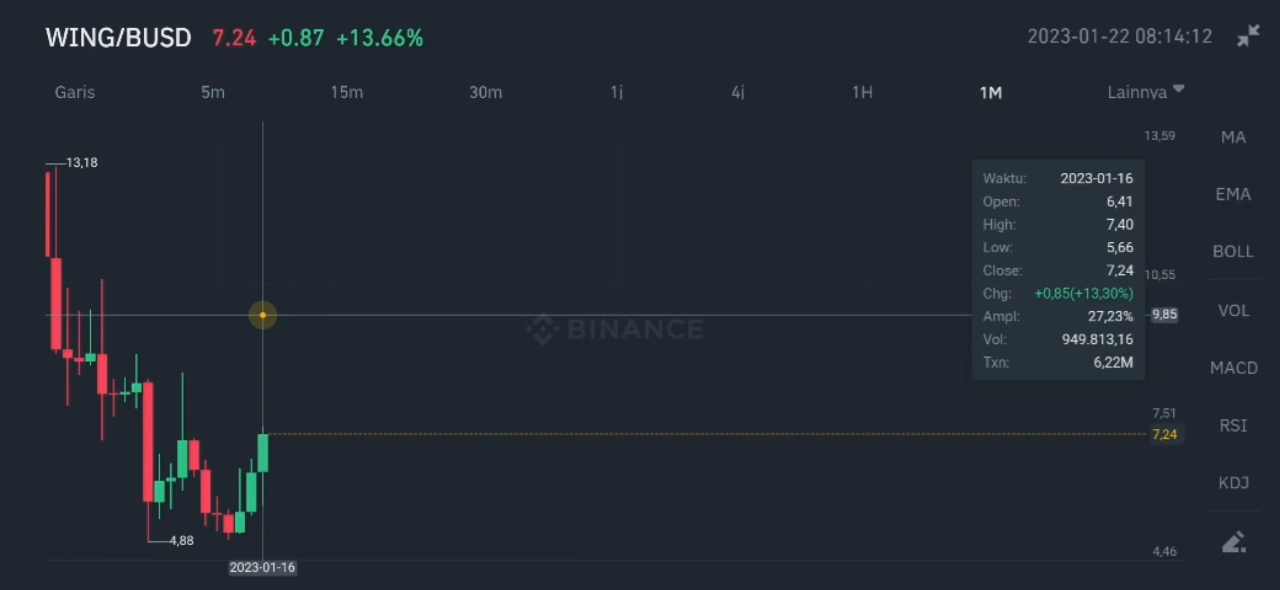 WING/BUSD 7.24 +0.87 +13.66% 2023-01-22 08:14:12
Garis 5m 15m 30m 1j 4j 1H 1M Lainnya
13,59
MA
13,18
Waktu: 2023-01-16
Open: 6,41
EMA
High: 7,40
Low: 5,66
BOLL
Close: 7,24
10,55
Chg: +0,85(+13,30%)
Ampl: 27,23%
9,85
VOL
BINANCE
Vol: 949.813,16
Txn: 6,22M
MACD
7,51
RSI
7,24
KDJ
4,88
4,46
2023-01-16